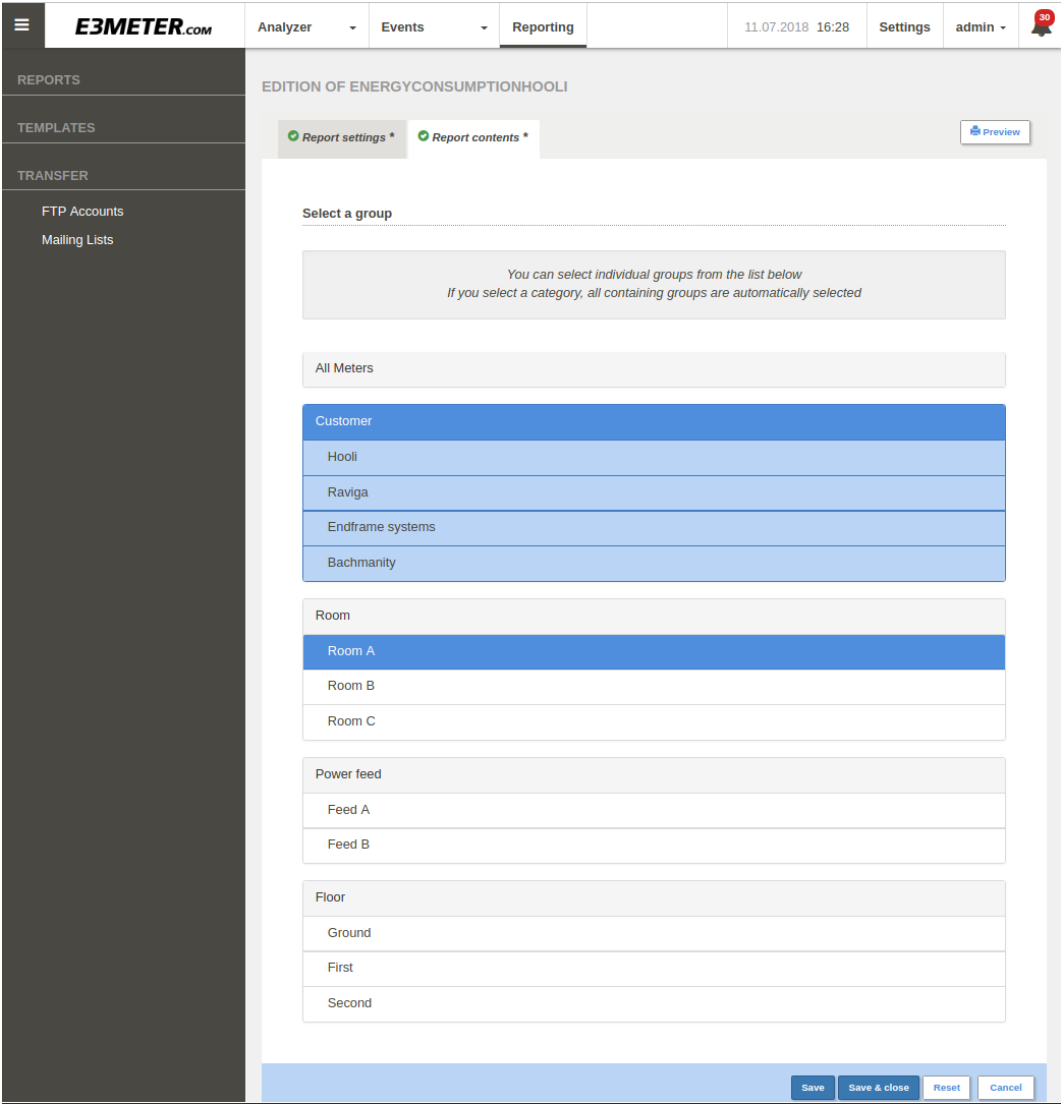 E3METER.COM
Analyzer
Events
Reporting
11.07.2018 16:28
Settings
admin
30
REPORTS
TEMPLATES
TRANSFER
FTP Accounts
Mailing Lists
EDITION OF ENERGYCONSUMPTIONHOOLI
Report settings *
Report contents *
Preview
Select a group
You can select individual groups from the list below
If you select a category, all containing groups are automatically selected
All Meters
Customer
Hooli
Raviga
Endframe systems
Bachmanity
Room
Room A
Room B
Room C
Power feed
Feed A
Feed B
Floor
Ground
First
Second
Save
Save & close
Reset
Cancel